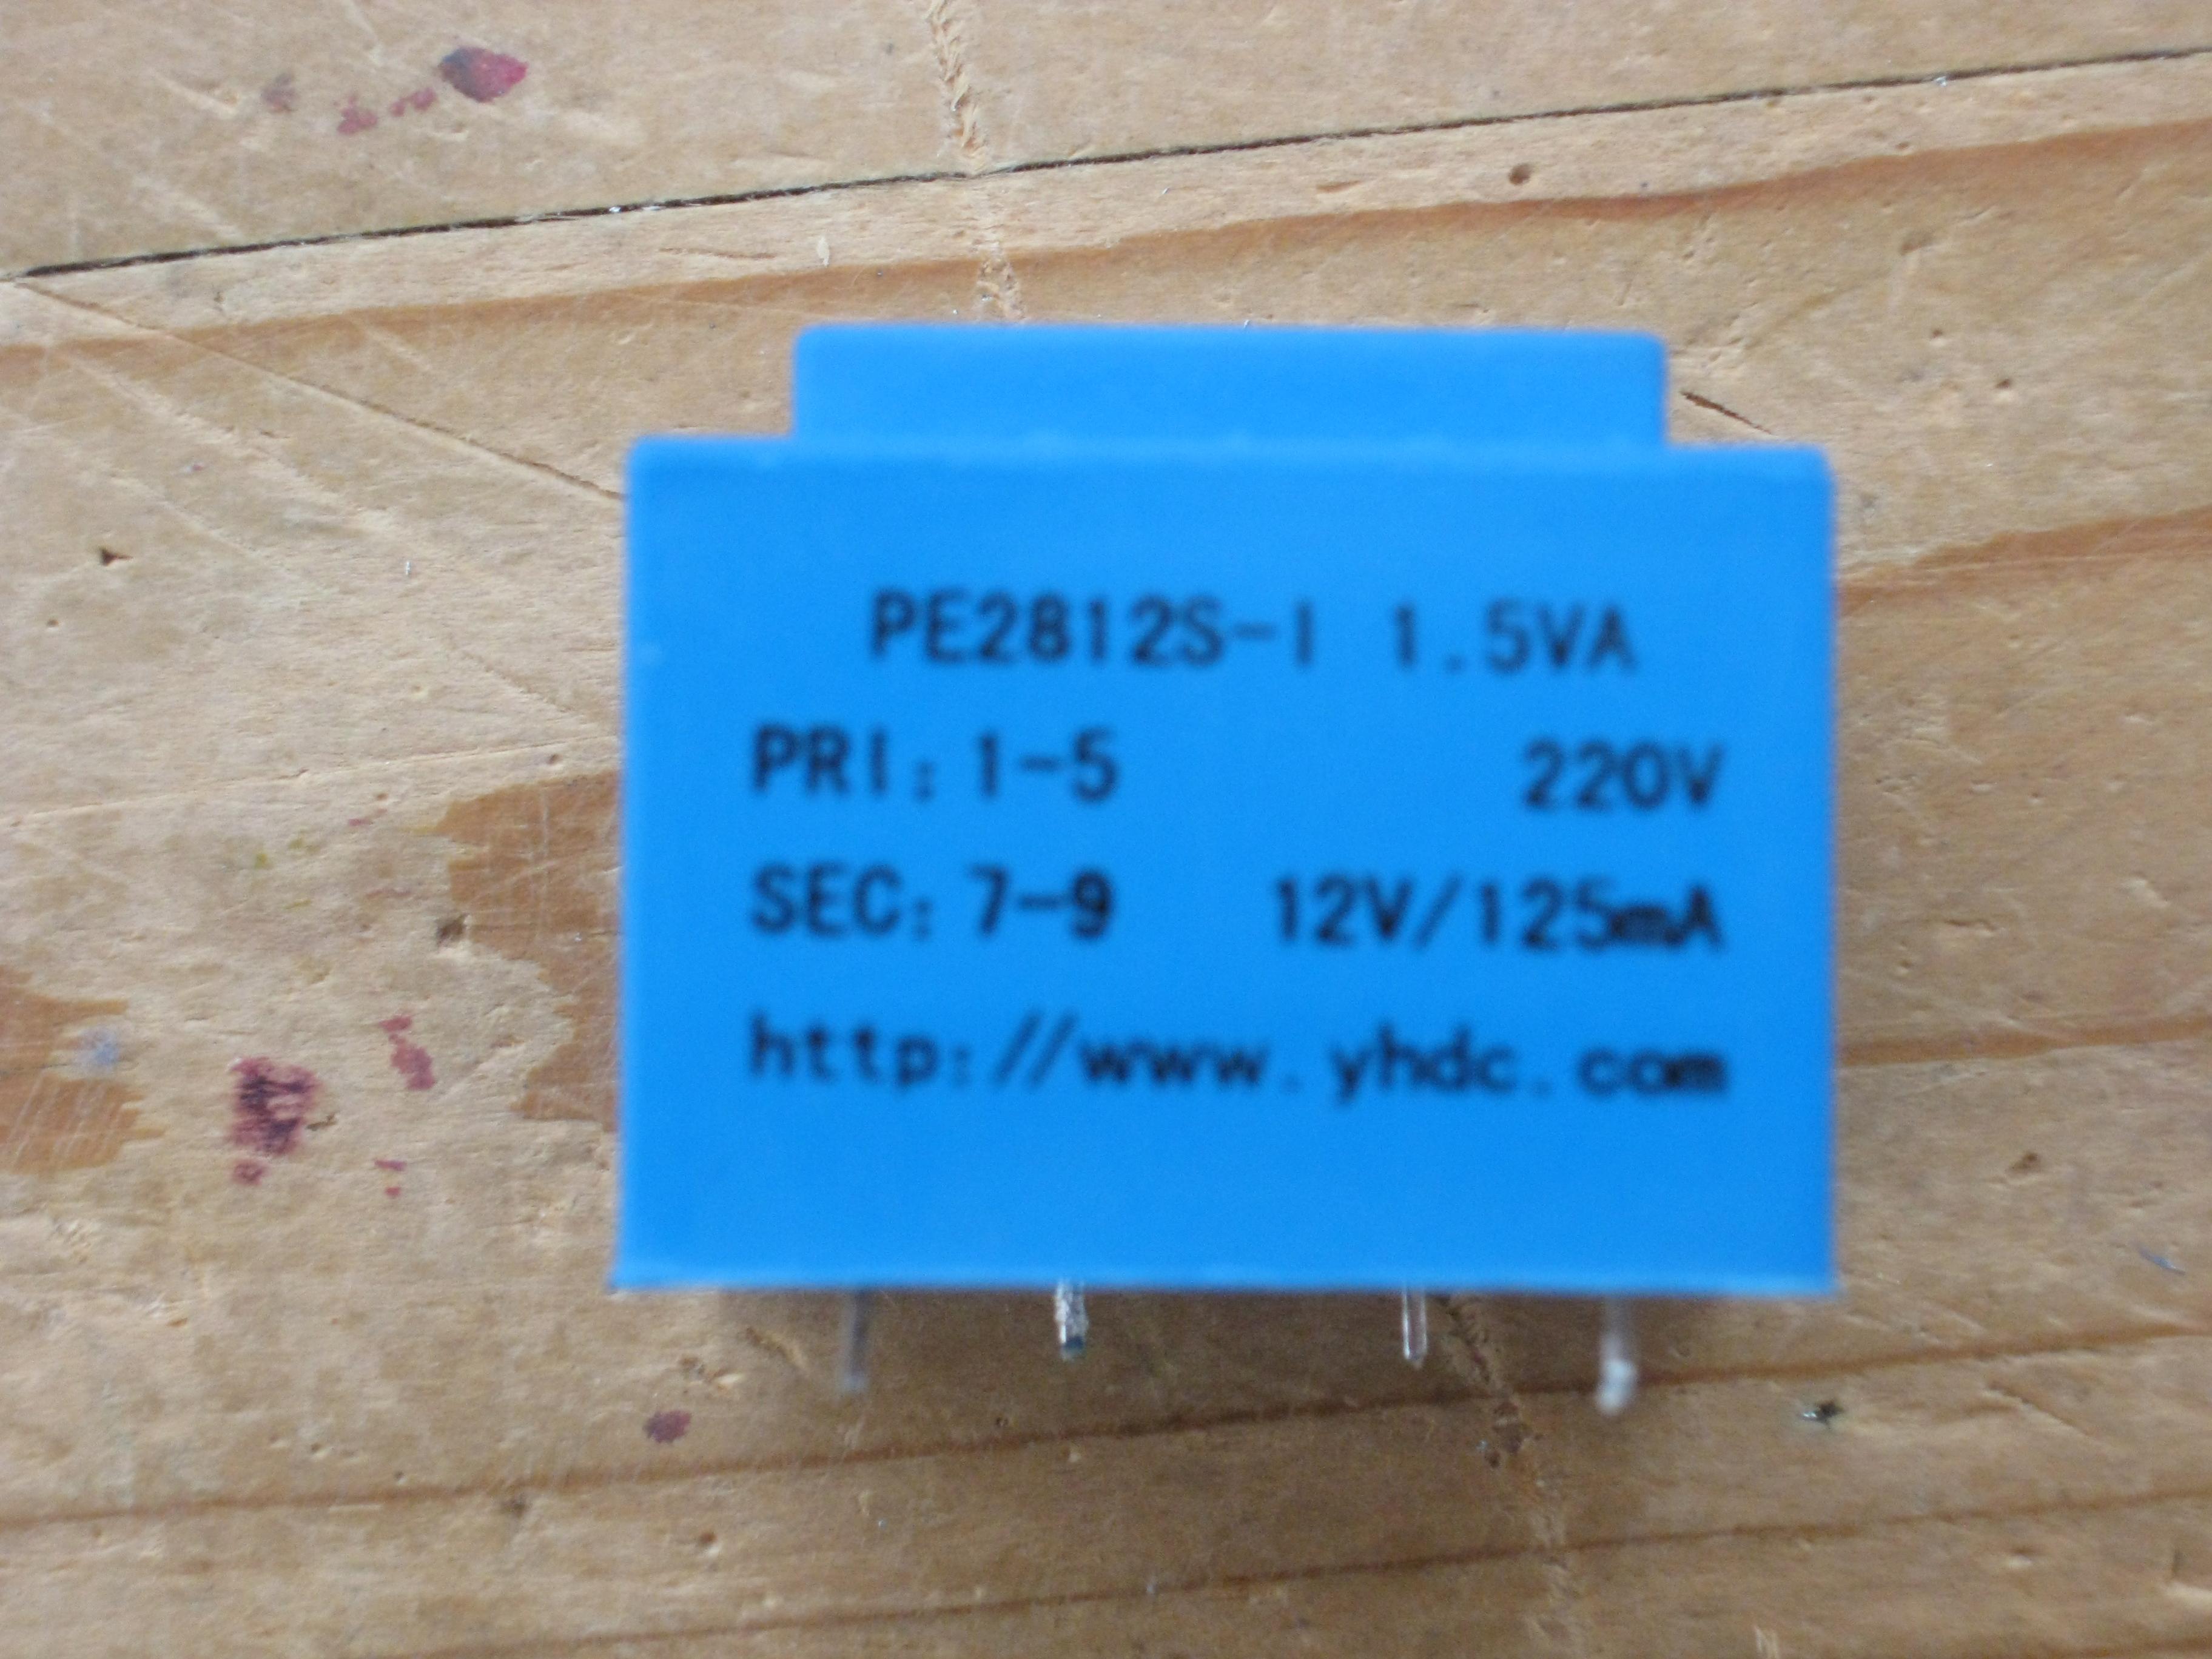 PE2812S-I 1.5VA
PRI: 1-5 220V
SEC: 7-9 12V/125mA
http://www.yhdc.com